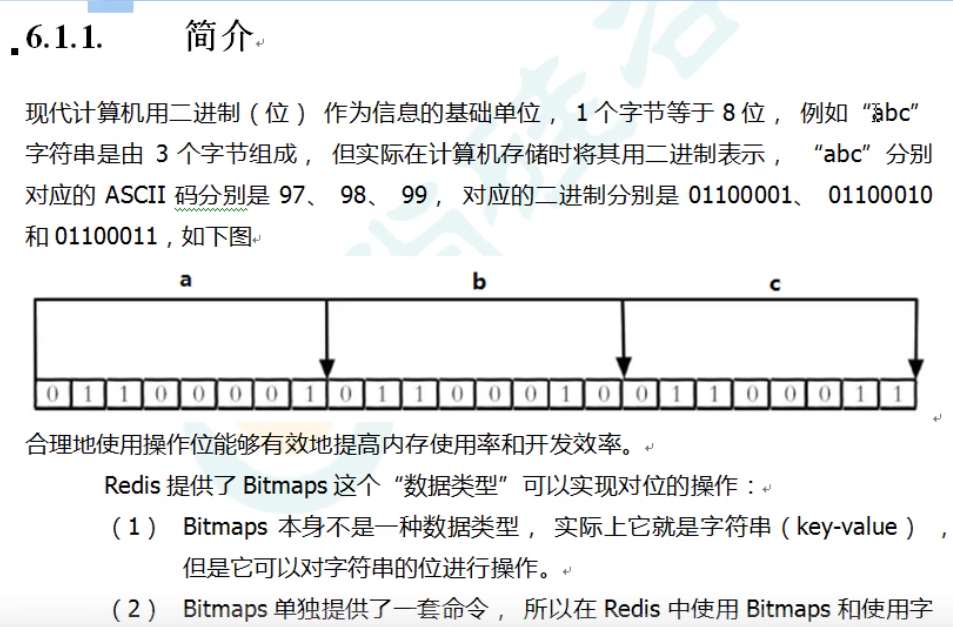 6.1.1. 简介
现代计算机用二进制（位） 作为信息的基础单位， 1个字节等于8位， 例如“abc”
字符串是由 3 个字节组成， 但实际在计算机存储时将其用二进制表示， “abc”分别
对应的 ASCII 码分别是 97、 98、 99， 对应的二进制分别是 01100001、 01100010
和 01100011，如下图
a b c
0 1 1 0 0 0 0 1 0 1 1 0 0 0 1 0 0 1 1 0 0 0 1 1
合理地使用操作位能够有效地提高内存使用率和开发效率。
Redis 提供了 Bitmaps 这个“数据类型”可以实现对位的操作：
（1） Bitmaps 本身不是一种数据类型， 实际上它就是字符串（key-value），
但是它可以对字符串的位进行操作。
（2） Bitmaps 单独提供了一套命令， 所以在 Redis 中使用 Bitmaps 和使用字